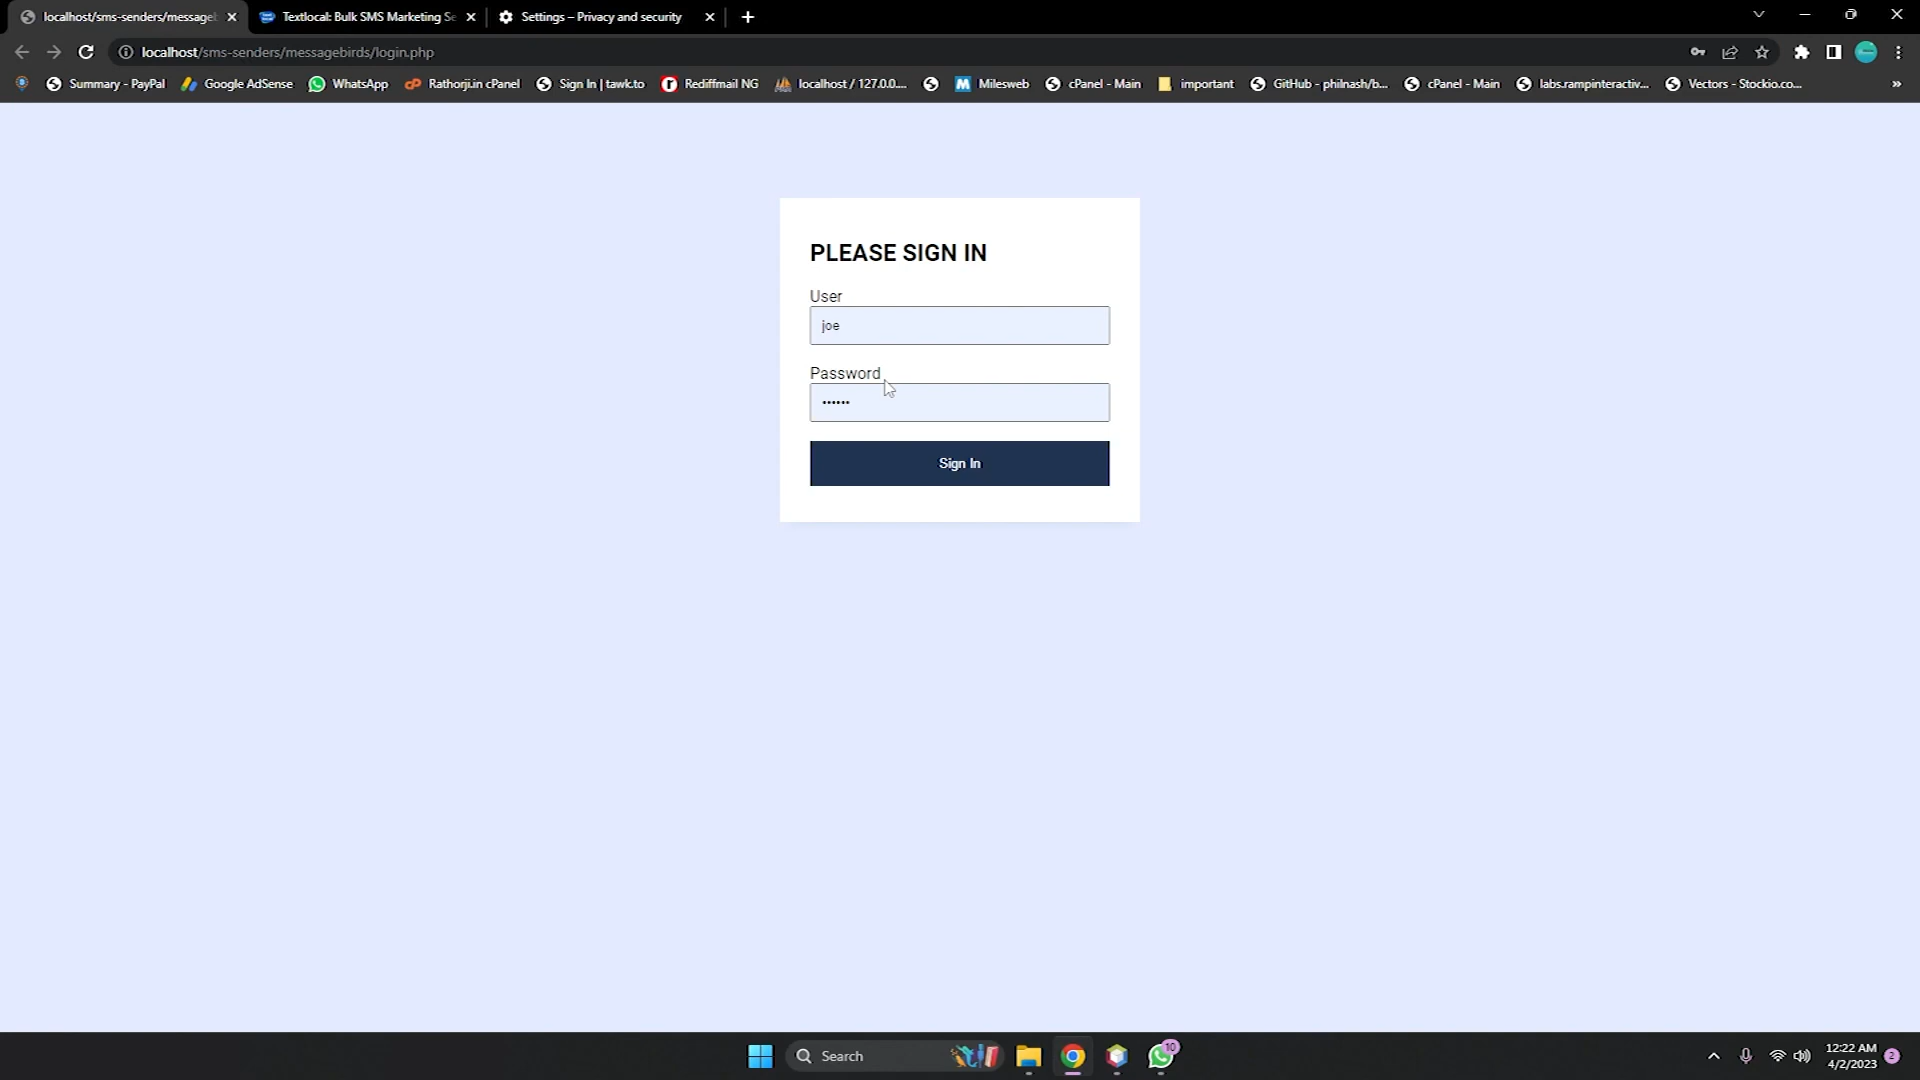 localhost/sms-senders/messageb
Textlocal: Bulk SMS Marketing Se
Settings – Privacy and security
localhost/sms-senders/messagebirds/login.php
Summary - PayPal
Google AdSense
WhatsApp
Rathorji.in cPanel
Sign In | tawk.to
Rediffmail NG
localhost / 127.0.0....
Milesweb
cPanel - Main
important
GitHub - philnash/b...
cPanel - Main
labs.rampinteractiv...
Vectors - Stockio.co...
»
PLEASE SIGN IN
User
joe
Password
••••••
Sign In
Search
10
12:22 AM
4/2/2023
2